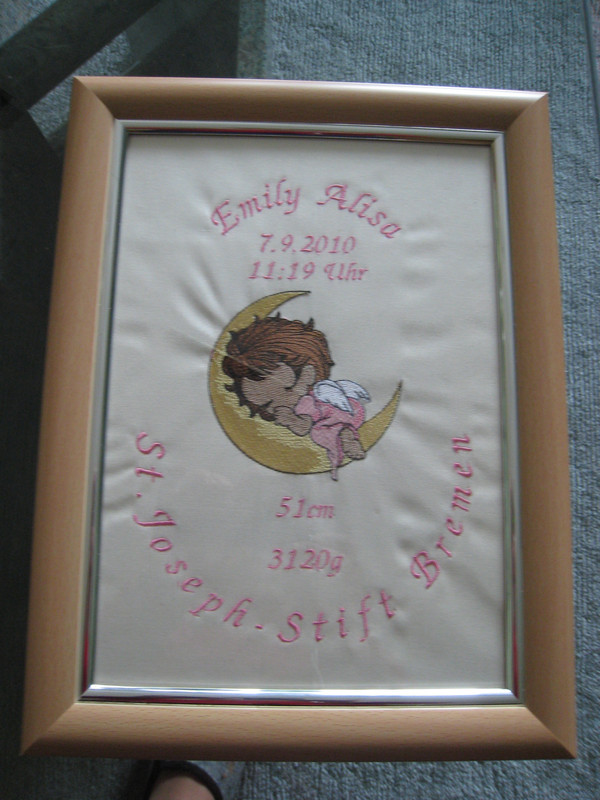 Emily Alisa
7.9.2010
11:19 Uhr
51cm
3120g
St. Joseph-Stift Bremen